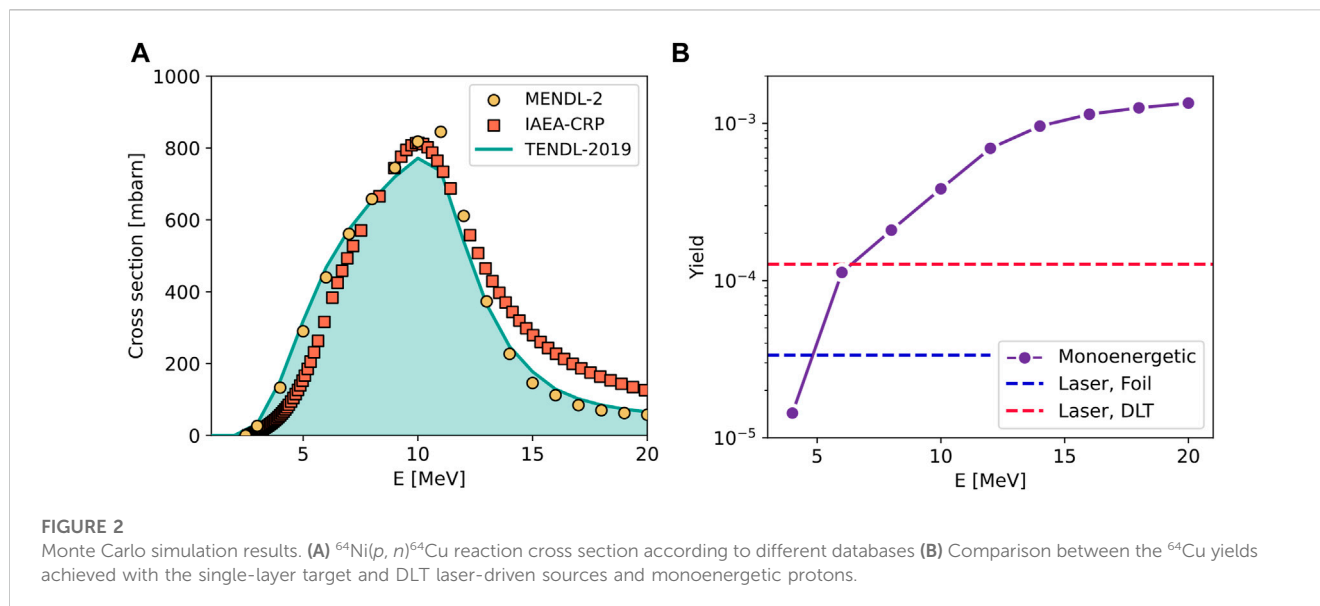 A
1000
800
600
400
200
0
Cross section [mbarn]
5
10
15
20
E [MeV]
MENDL-2
IAEA-CRP
TENDL-2019
B
10⁻³
10⁻⁴
10⁻⁵
Yield
5
10
15
20
E [MeV]
Monoenergetic
Laser, Foil
Laser, DLT
FIGURE 2
Monte Carlo simulation results. (A) ⁶⁴Ni(p, n)⁶⁴Cu reaction cross section according to different databases (B) Comparison between the ⁶⁴Cu yields
achieved with the single-layer target and DLT laser-driven sources and monoenergetic protons.